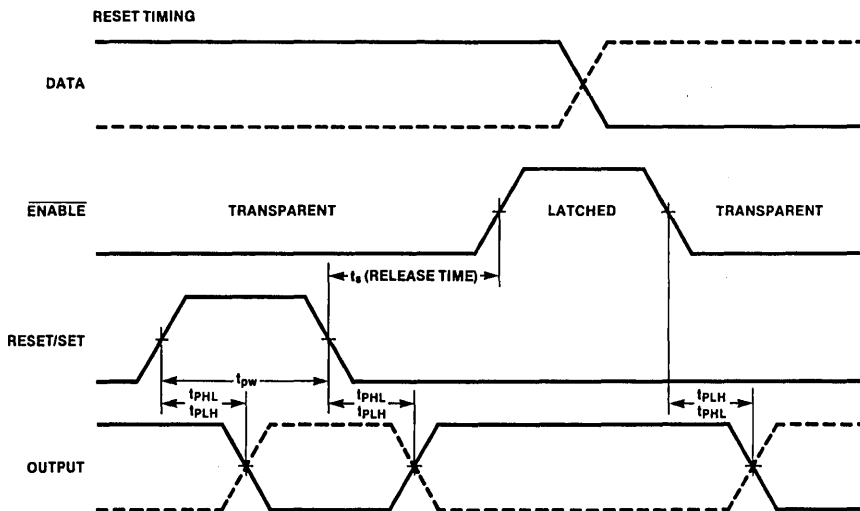 RESET TIMING
DATA
ENABLE
TRANSPARENT
LATCHED
TRANSPARENT
ts (RELEASE TIME)
RESET/SET
tpw
tPHL
tPLH
tPHL
tPLH
tPLH
tPHL
OUTPUT